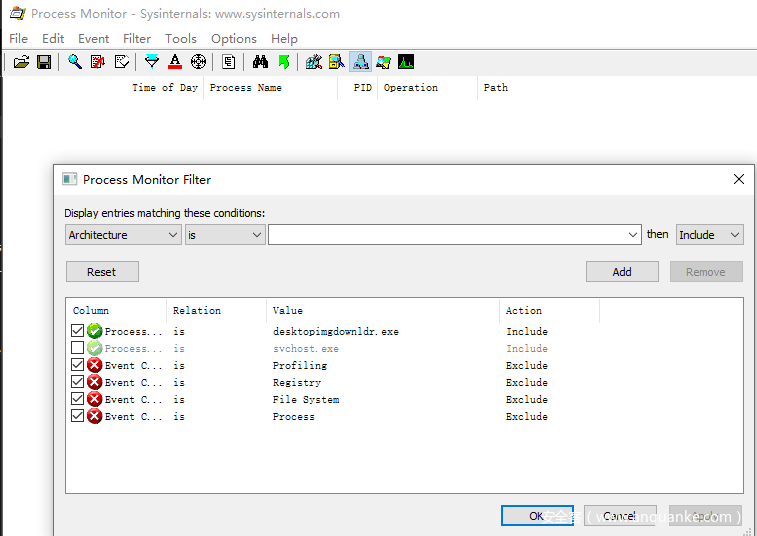 Process Monitor - Sysinternals: www.sysinternals.com
File Edit Event Filter Tools Options Help
Time of Day Process Name PID Operation Path
Process Monitor Filter
Display entries matching these conditions:
Architecture is then Include
Reset Add Remove
Column Relation Value Action
Process... is desktopimgdownldr.exe Include
Process... is svchost.exe Include
Event C... is Profiling Exclude
Event C... is Registry Exclude
Event C... is File System Exclude
Event C... is Process Exclude
OK Cancel Apply
安全客 ( www.anquanke.com )